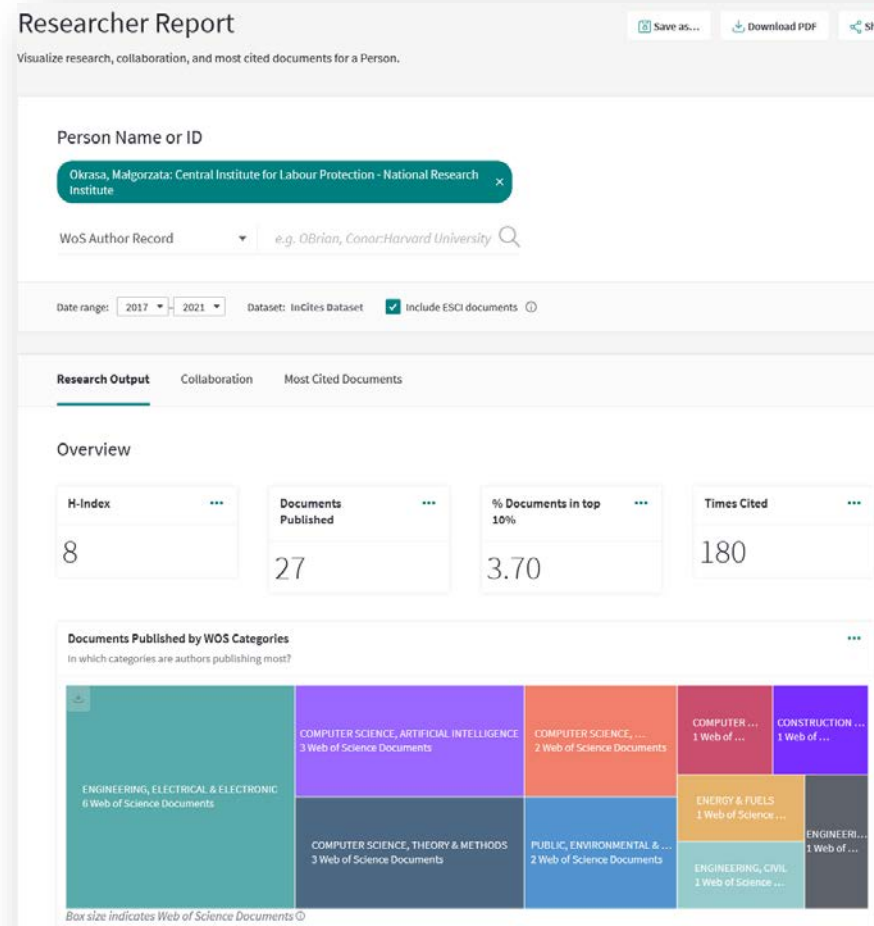 Researcher Report
Save as...
Download PDF
Sh
Visualize research, collaboration, and most cited documents for a Person.
Person Name or ID
Okrasa, Małgorzata: Central Institute for Labour Protection - National Research
Institute
×
WoS Author Record
e.g. OBrian, Conor:Harvard University
Date range: 2017 - 2021 Dataset: InCites Dataset Include ESCI documents
Research Output Collaboration Most Cited Documents
Overview
H-Index
8
Documents
Published
27
% Documents in top
10%
3.70
Times Cited
180
Documents Published by WOS Categories
In which categories are authors publishing most?
ENGINEERING, ELECTRICAL & ELECTRONIC
6 Web of Science Documents
COMPUTER SCIENCE, ARTIFICIAL INTELLIGENCE
3 Web of Science Documents
COMPUTER SCIENCE, THEORY & METHODS
3 Web of Science Documents
COMPUTER SCIENCE, ...
2 Web of Science Documents
PUBLIC, ENVIRONMENTAL & ...
2 Web of Science Documents
COMPUTER ...
1 Web of ...
CONSTRUCTION ...
1 Web of ...
ENERGY & FUELS
1 Web of Science ...
ENGINEERING, CIVIL
1 Web of Science ...
ENGINEERI...
1 Web of ...
Box size indicates Web of Science Documents